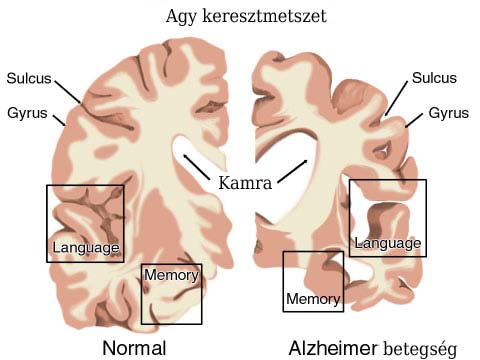 Agy keresztmetszet
Sulcus
Gyrus
Sulcus
Gyrus
Kamra
Language
Memory
Language
Memory
Normal
Alzheimer betegség